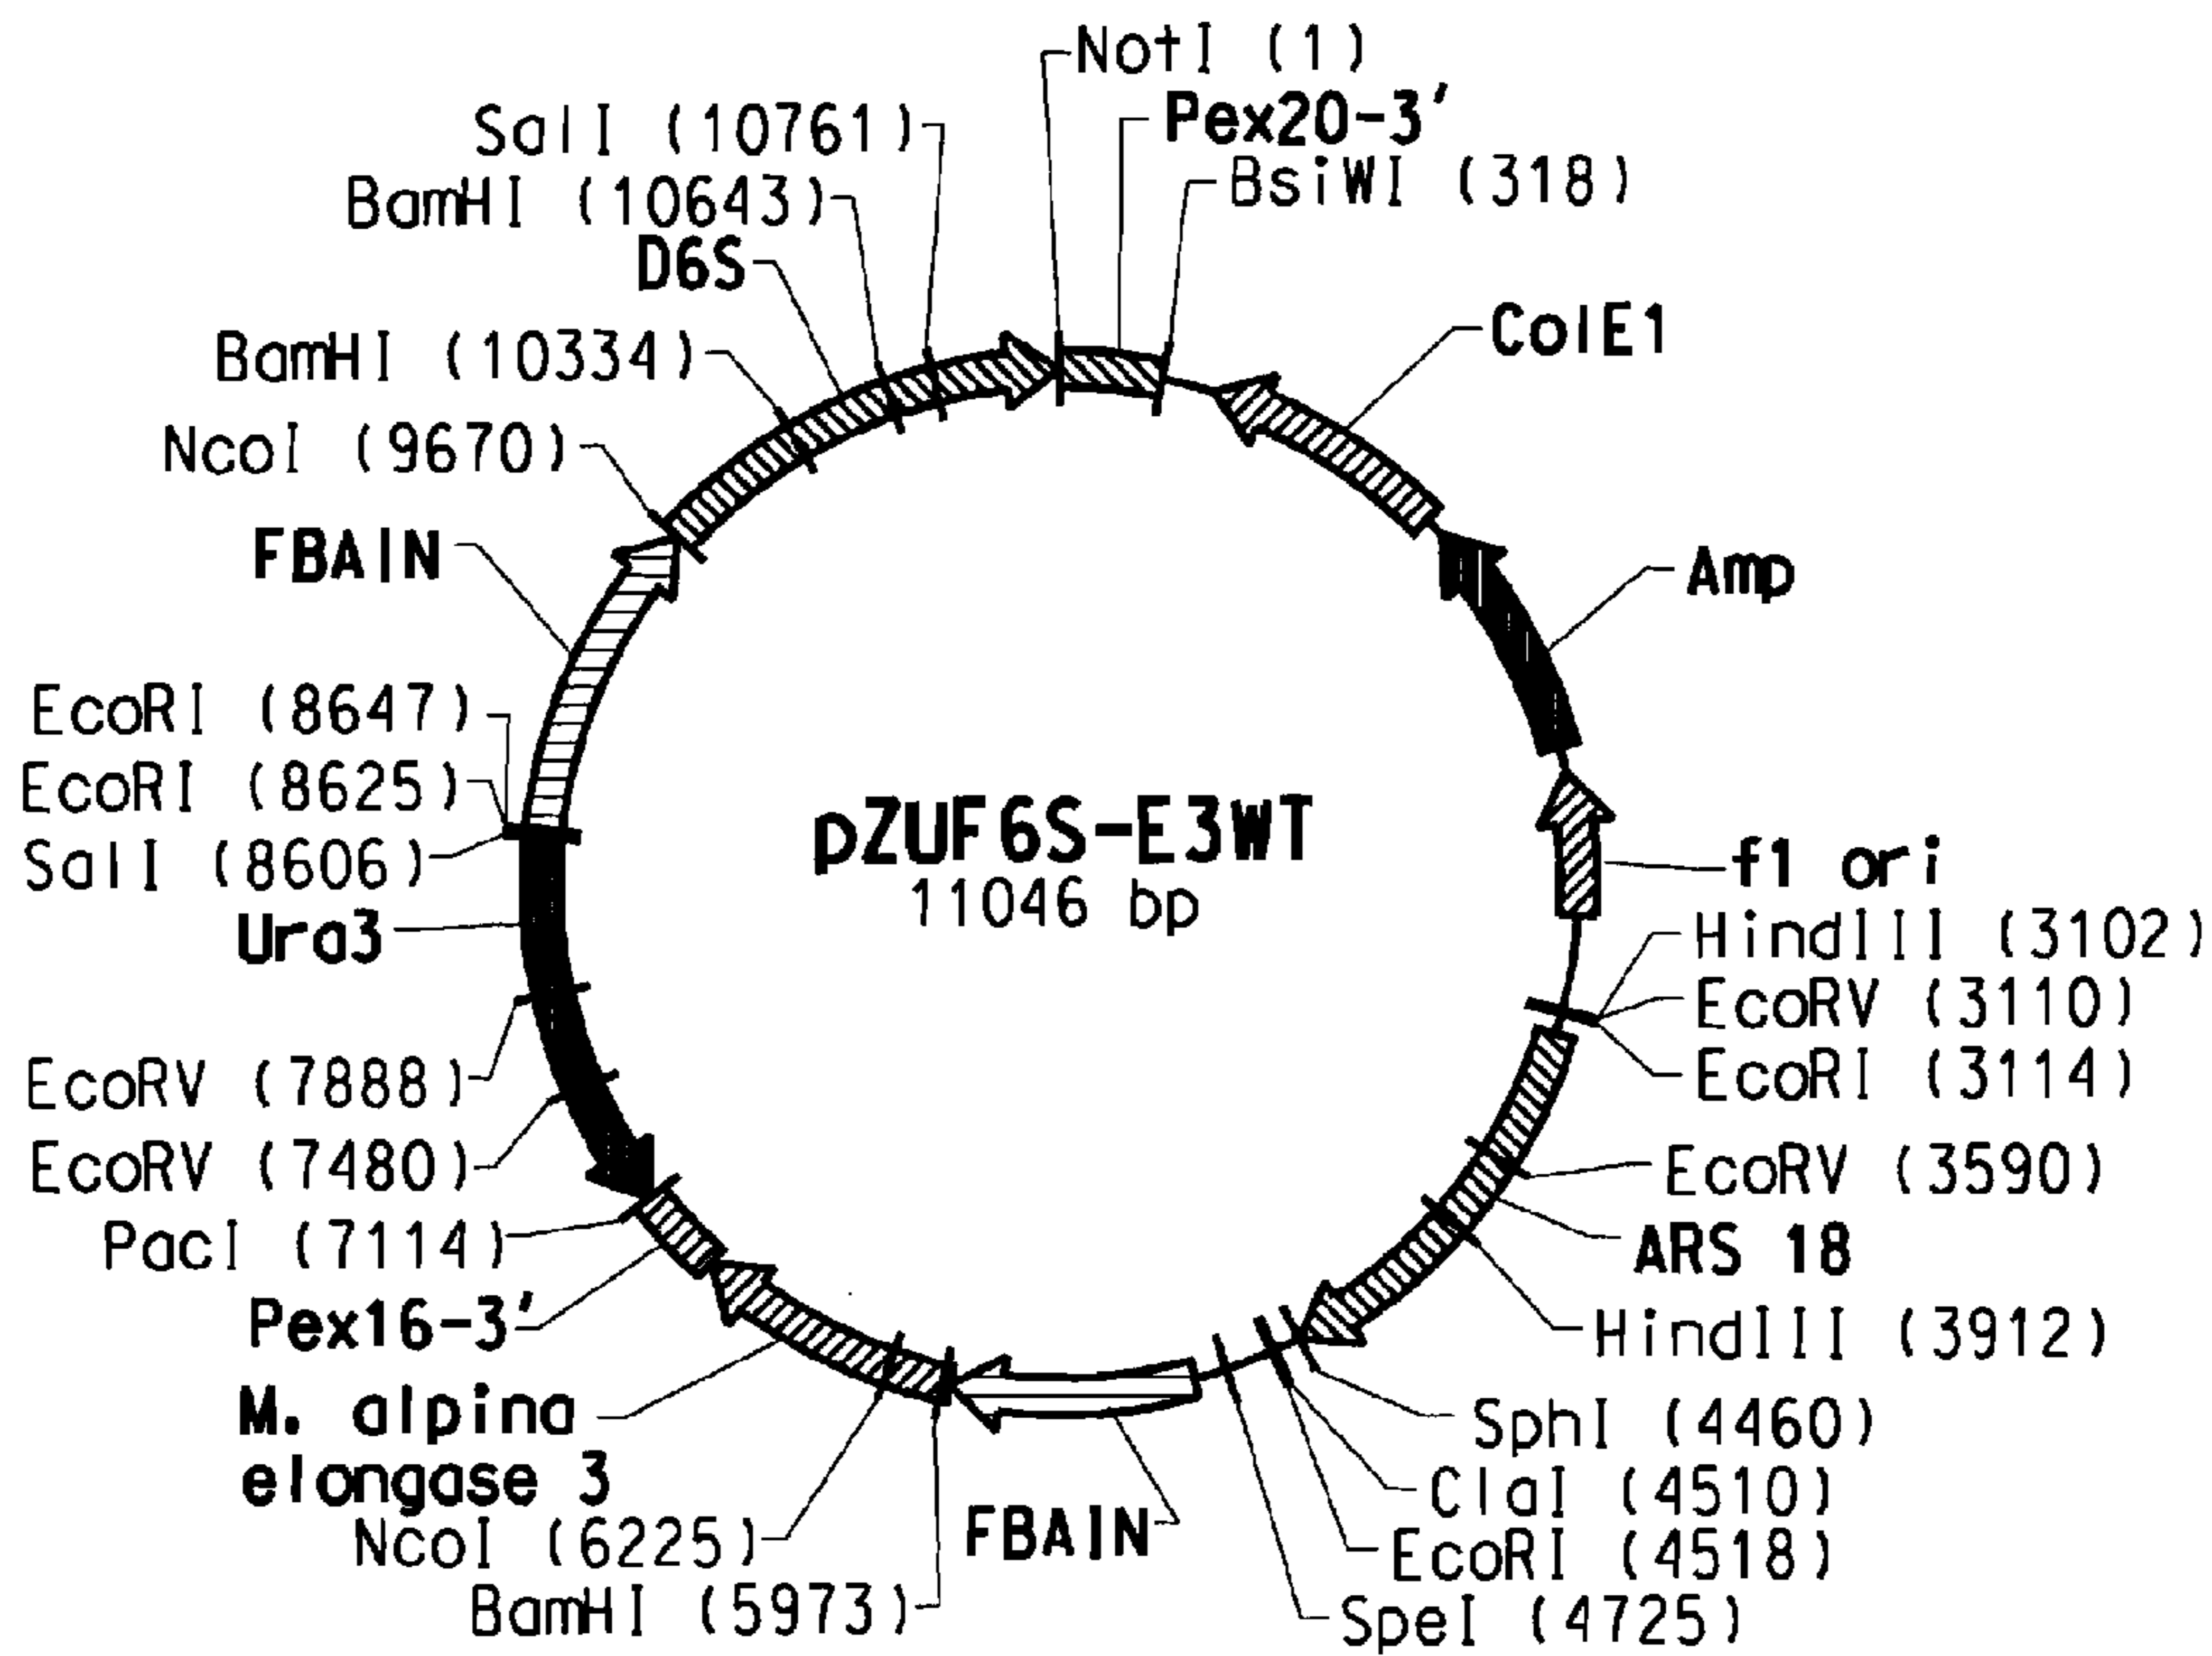 NotI (1)
Pex20-3'
SalI (10761)
BsiWI (318)
BamHI (10643)
D6S
ColE1
BamHI (10334)
NcoI (9670)
FBAIN
Amp
EcoRI (8647)
EcoRI (8625)
SalI (8606)
Ura3
pZUF6S-E3WT
11046 bp
f1 ori
HindIII (3102)
EcoRV (3110)
EcoRI (3114)
EcoRV (7888)
EcoRV (7480)
PacI (7114)
Pex16-3'
EcoRV (3590)
ARS 18
HindIII (3912)
M. alpina
elongase 3
NcoI (6225)
BamHI (5973)
FBAIN
SphI (4460)
ClaI (4510)
EcoRI (4518)
SpeI (4725)